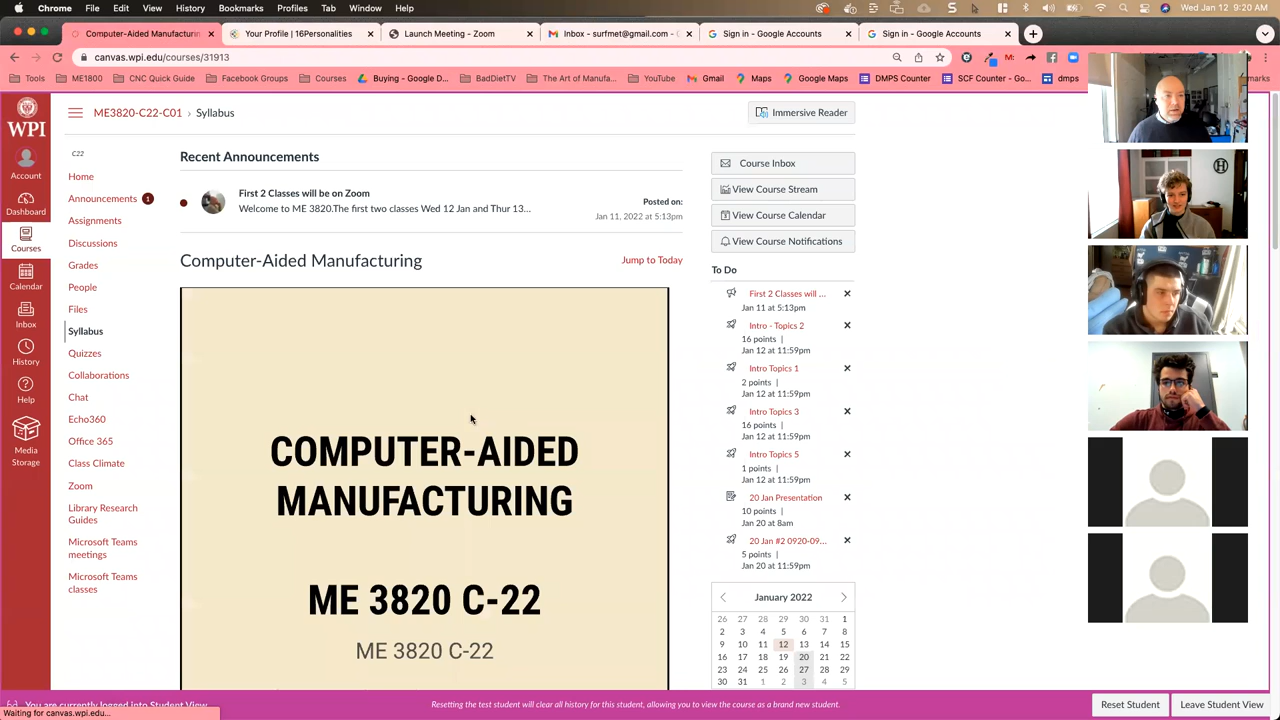 Chrome File Edit View History Bookmarks Profiles Tab Window Help
Computer-Aided Manufacturin
Your Profile | 16Personalities
Launch Meeting - Zoom
Inbox - surfmet@gmail.com -
Sign in - Google Accounts
Sign in - Google Accounts
canvas.wpi.edu/courses/31913
Tools
ME1800
CNC Quick Guide
Facebook Groups
Courses
Buying - Google D...
BadDietTV
The Art of Manufa...
YouTube
Gmail
Maps
Google Maps
DMPS Counter
SCF Counter - Go...
dmps
WPI
Account
Dashboard
Courses
Calendar
Inbox
History
Help
Media
Storage
ME3820-C22-C01 › Syllabus
Immersive Reader
C22
Home
Announcements 1
Assignments
Discussions
Grades
People
Files
Syllabus
Quizzes
Collaborations
Chat
Echo360
Office 365
Class Climate
Zoom
Library Research
Guides
Microsoft Teams
meetings
Microsoft Teams
classes
Recent Announcements
First 2 Classes will be on Zoom
Welcome to ME 3820.The first two classes Wed 12 Jan and Thur 13...
Posted on:
Jan 11, 2022 at 5:13pm
Computer-Aided Manufacturing
Jump to Today
COMPUTER-AIDED
MANUFACTURING
ME 3820 C-22
ME 3820 C-22
Course Inbox
View Course Stream
View Course Calendar
View Course Notifications
To Do
First 2 Classes will ...
Jan 11 at 5:13pm
Intro - Topics 2
16 points |
Jan 12 at 11:59pm
Intro Topics 1
2 points |
Jan 12 at 11:59pm
Intro Topics 3
16 points |
Jan 12 at 11:59pm
Intro Topics 5
1 points |
Jan 12 at 11:59pm
20 Jan Presentation
10 points |
Jan 20 at 8am
20 Jan #2 0920-09...
5 points |
Jan 20 at 11:59pm
January 2022
26 27 28 29 30 31 1
2 3 4 5 6 7 8
9 10 11 12 13 14 15
16 17 18 19 20 21 22
23 24 25 26 27 28 29
30 31 1 2 3 4 5
You are currently logged into Student View
Waiting for canvas.wpi.edu...
Resetting the test student will clear all history for this student, allowing you to view the course as a brand new student.
Reset Student
Leave Student View